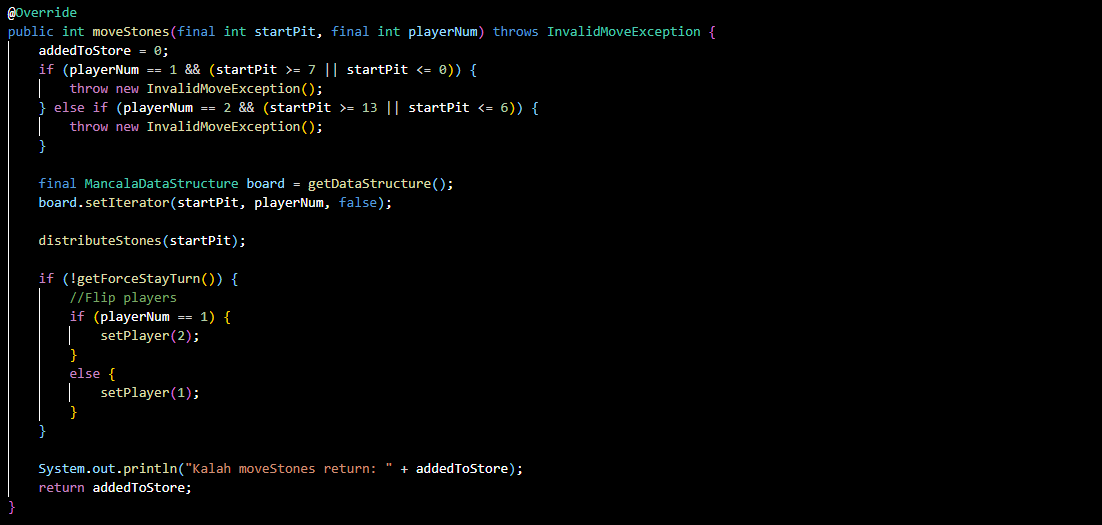 @Override
public int moveStones(final int startPit, final int playerNum) throws InvalidMoveException {
    addedToStore = 0;
    if (playerNum == 1 && (startPit >= 7 || startPit <= 0)) {
        throw new InvalidMoveException();
    } else if (playerNum == 2 && (startPit >= 13 || startPit <= 6)) {
        throw new InvalidMoveException();
    }

    final MancalaDataStructure board = getDataStructure();
    board.setIterator(startPit, playerNum, false);

    distributeStones(startPit);

    if (!getForceStayTurn()) {
        //Flip players
        if (playerNum == 1) {
            setPlayer(2);
        }
        else {
            setPlayer(1);
        }
    }

    System.out.println("Kalah moveStones return: " + addedToStore);
    return addedToStore;
}